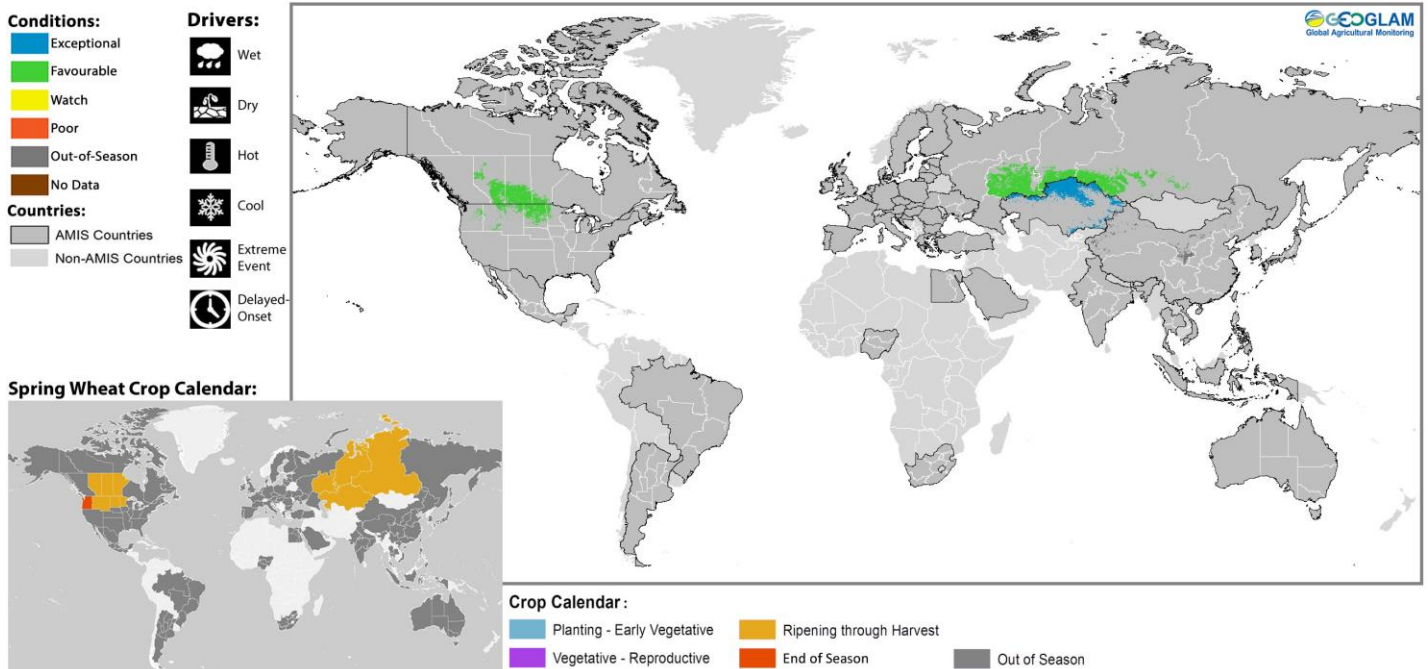 Conditions:
Exceptional
Favourable
Watch
Poor
Out-of-Season
No Data
Countries:
AMIS Countries
Non-AMIS Countries
Drivers:
Wet
Dry
Hot
Cool
Extreme
Event
Delayed-
Onset
GEOGLAM
Global Agricultural Monitoring
Spring Wheat Crop Calendar:
Crop Calendar :
Planting - Early Vegetative
Ripening through Harvest
Vegetative - Reproductive
End of Season
Out of Season